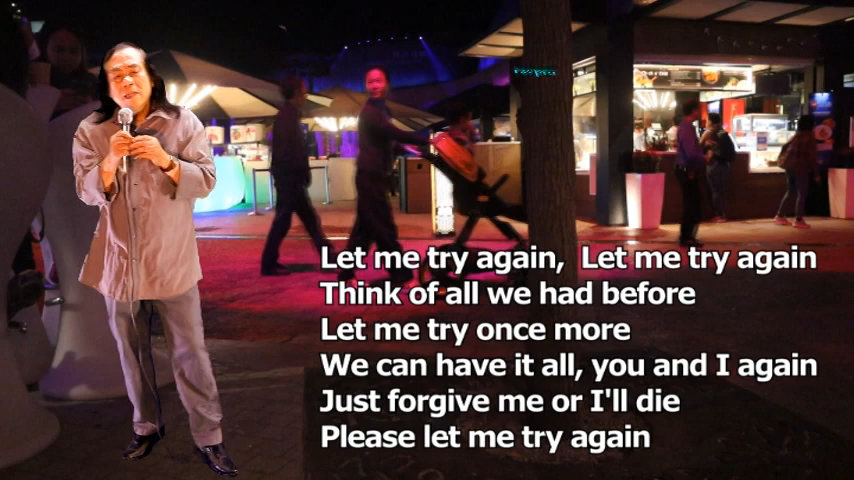 Let me try again,  Let me try again
Think of all we had before
Let me try once more
We can have it all, you and I again
Just forgive me or I'll die
Please let me try again